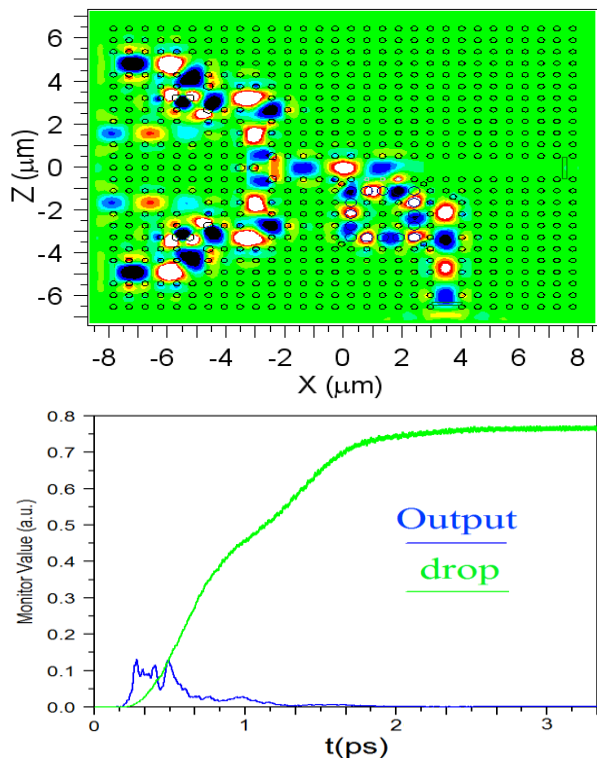 6
4
2
0
-2
-4
-6
Z (μm)
-8 -6 -4 -2 0 2 4 6 8
X (μm)
0.8
0.7
0.6
0.5
0.4
0.3
0.2
0.1
0.0
Monitor Value (a.u.)
Output
drop
0 1 2 3
t(ps)